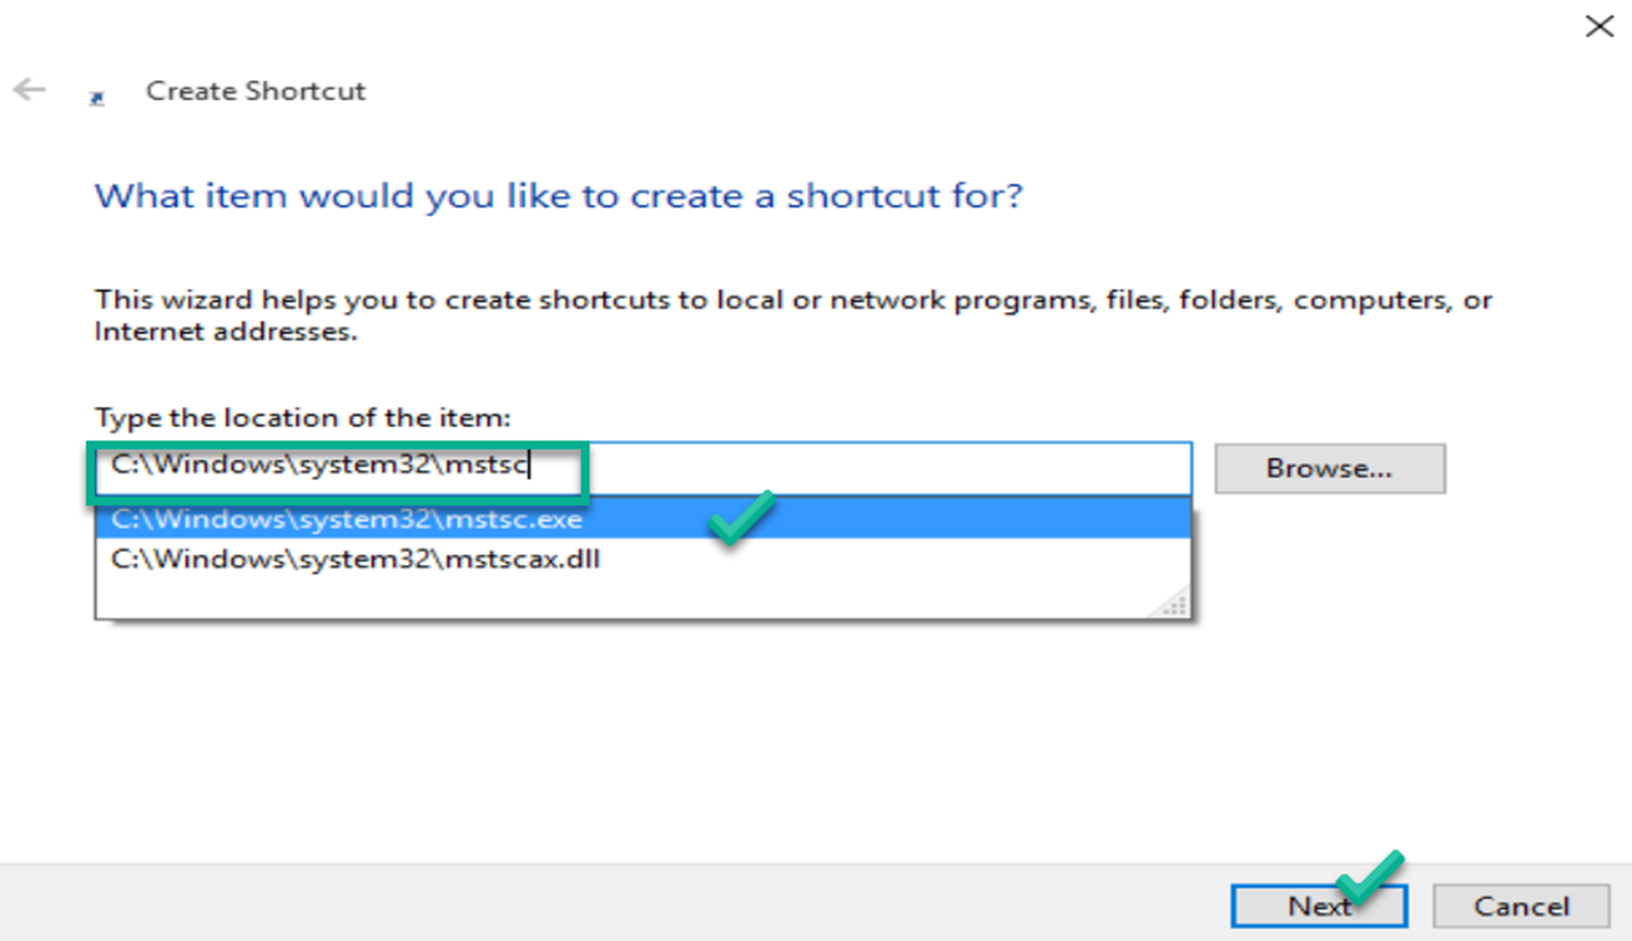 Create Shortcut
What item would you like to create a shortcut for?
This wizard helps you to create shortcuts to local or network programs, files, folders, computers, or
Internet addresses.
Type the location of the item:
C:\Windows\system32\mstsc
Browse...
C:\Windows\system32\mstsc.exe
C:\Windows\system32\mstscax.dll
Next
Cancel